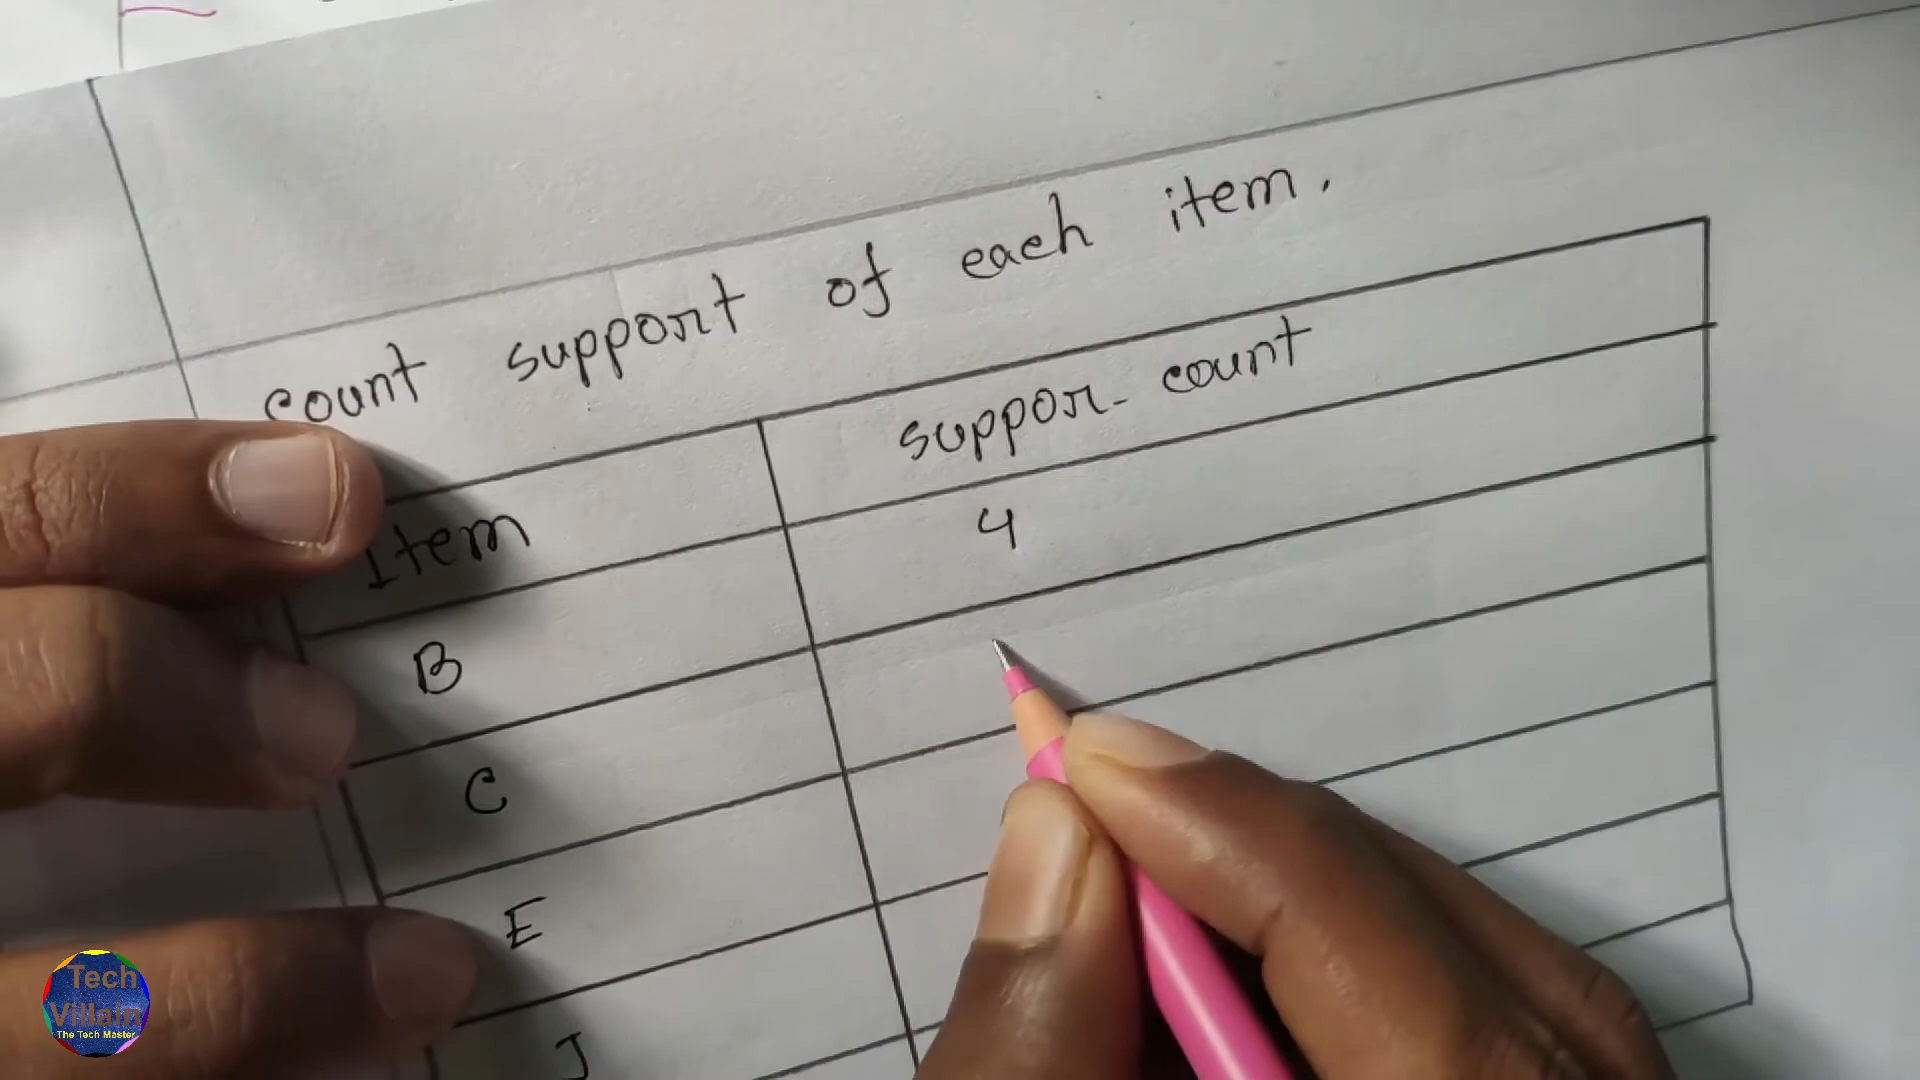 count support of each item.
Item suppor- count
B 4
C
E
J
Tech
Villain
The Tech Master